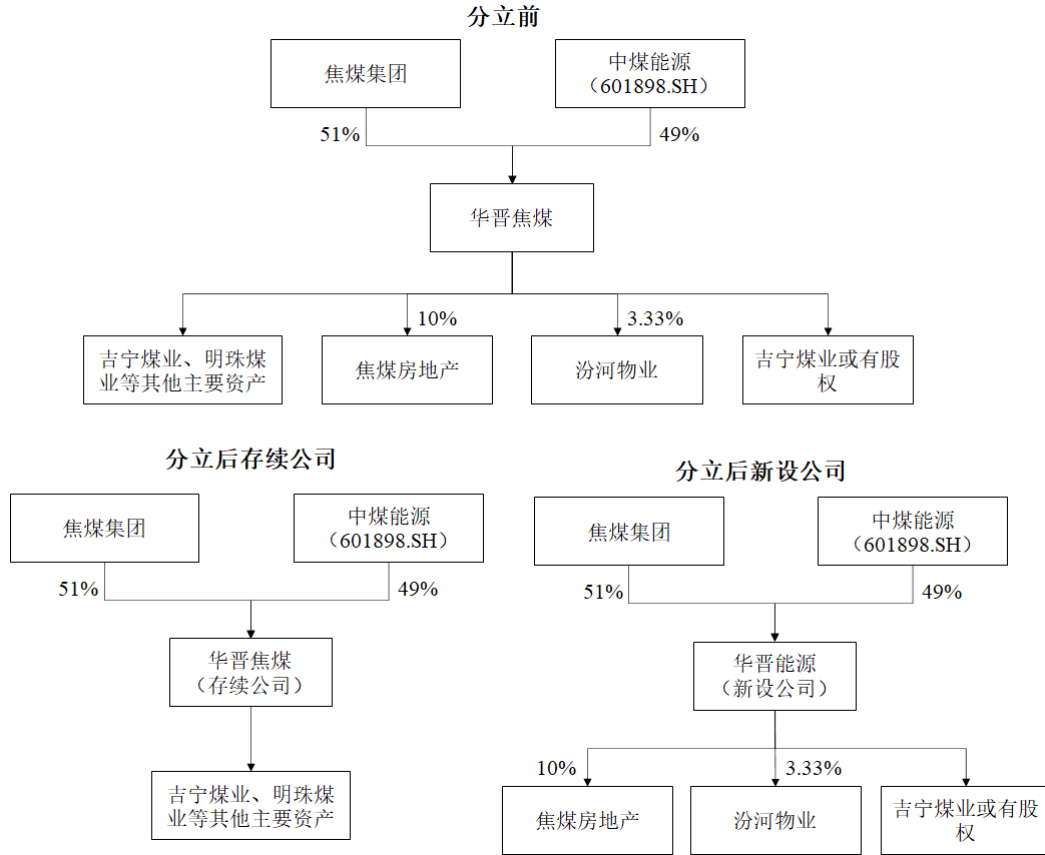 分立前
焦煤集团
中煤能源
（601898.SH）
51%
49%
华晋焦煤
10%
3.33%
吉宁煤业、明珠煤
业等其他主要资产
焦煤房地产
汾河物业
吉宁煤业或有股
权
分立后存续公司
焦煤集团
中煤能源
（601898.SH）
51%
49%
华晋焦煤
（存续公司）
吉宁煤业、明珠煤
业等其他主要资产
分立后新设公司
焦煤集团
中煤能源
（601898.SH）
51%
49%
华晋能源
（新设公司）
10%
3.33%
焦煤房地产
汾河物业
吉宁煤业或有股
权